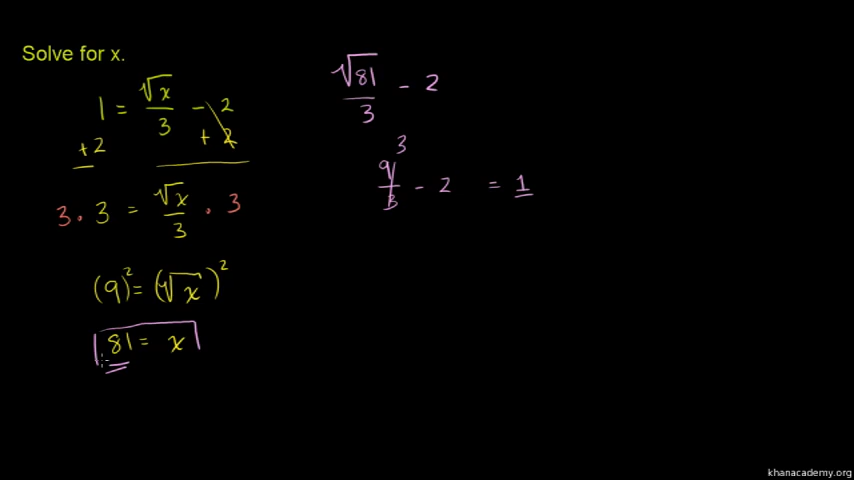 Solve for x.
1 = √x/3 - 2
+2 + 2
3 · 3 = √x/3 · 3
(9)² = (√x)²
81 = x
√81/3 - 2
3
9/3 - 2 = 1
khanacademy.org